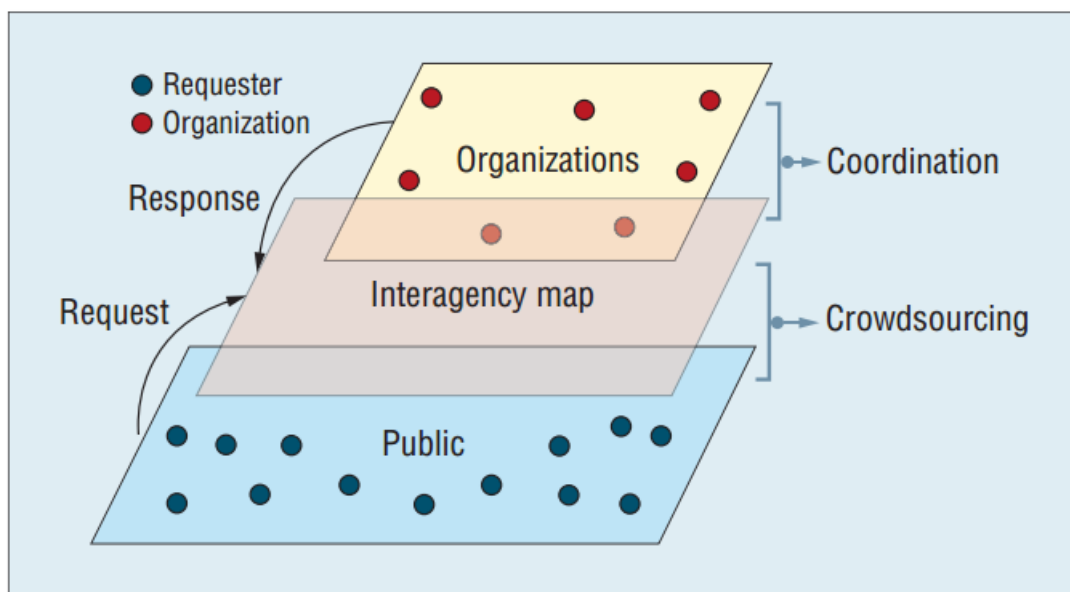 Requester
Organization
Organizations
Coordination
Response
Interagency map
Request
Crowdsourcing
Public